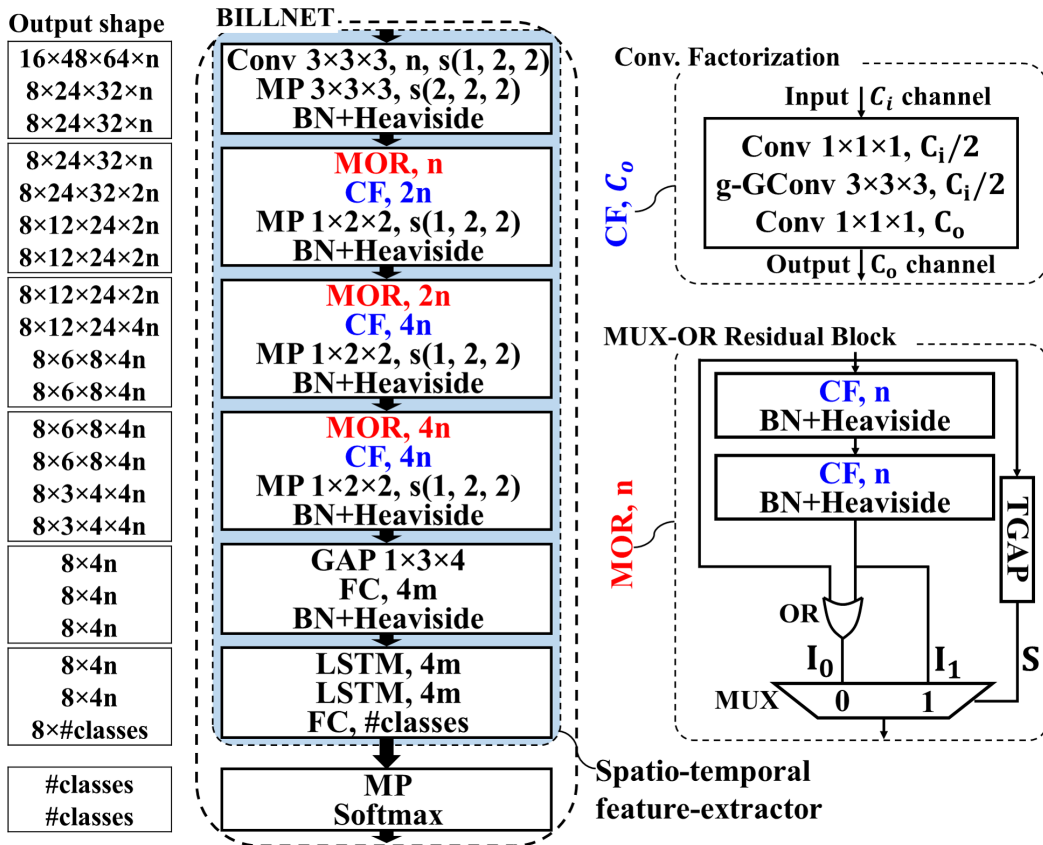 Output shape
16×48×64×n
8×24×32×n
8×24×32×n
8×24×32×n
8×24×32×2n
8×12×24×2n
8×12×24×2n
8×12×24×2n
8×12×24×4n
8×6×8×4n
8×6×8×4n
8×6×8×4n
8×6×8×4n
8×3×4×4n
8×3×4×4n
8×4n
8×4n
8×4n
8×4n
8×4n
8×#classes
#classes
#classes
BILLNET
Conv 3×3×3, n, s(1, 2, 2)
MP 3×3×3, s(2, 2, 2)
BN+Heaviside
MOR, n
CF, 2n
MP 1×2×2, s(1, 2, 2)
BN+Heaviside
MOR, 2n
CF, 4n
MP 1×2×2, s(1, 2, 2)
BN+Heaviside
MOR, 4n
CF, 4n
MP 1×2×2, s(1, 2, 2)
BN+Heaviside
GAP 1×3×4
FC, 4m
BN+Heaviside
LSTM, 4m
LSTM, 4m
FC, #classes
MP
Softmax
Spatio-temporal
feature-extractor
Conv. Factorization
Input C_i channel
Conv 1×1×1, C_i/2
g-GConv 3×3×3, C_i/2
Conv 1×1×1, C_o
Output C_o channel
CF, C_o
MUX-OR Residual Block
CF, n
BN+Heaviside
CF, n
BN+Heaviside
TGAP
MOR, n
OR
I_0 I_1 S
MUX 0 1